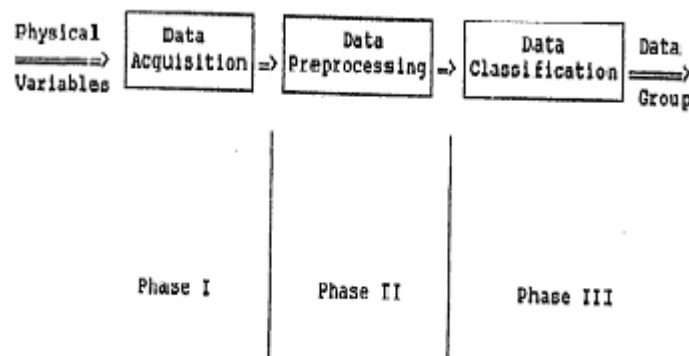 Physical
Variables
Data
Acquisition
=>
Data
Preprocessing
=>
Data
Classification
Data
Group
Phase I
Phase II
Phase III